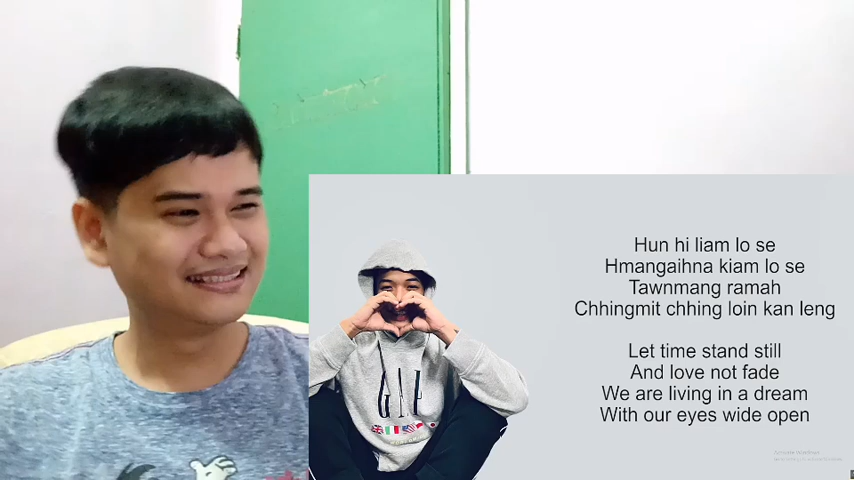 Hun hi liam lo se
Hmangaihna kiam lo se
Tawnmang ramah
Chhingmit chhing loin kan leng
Let time stand still
And love not fade
We are living in a dream
With our eyes wide open
GAP